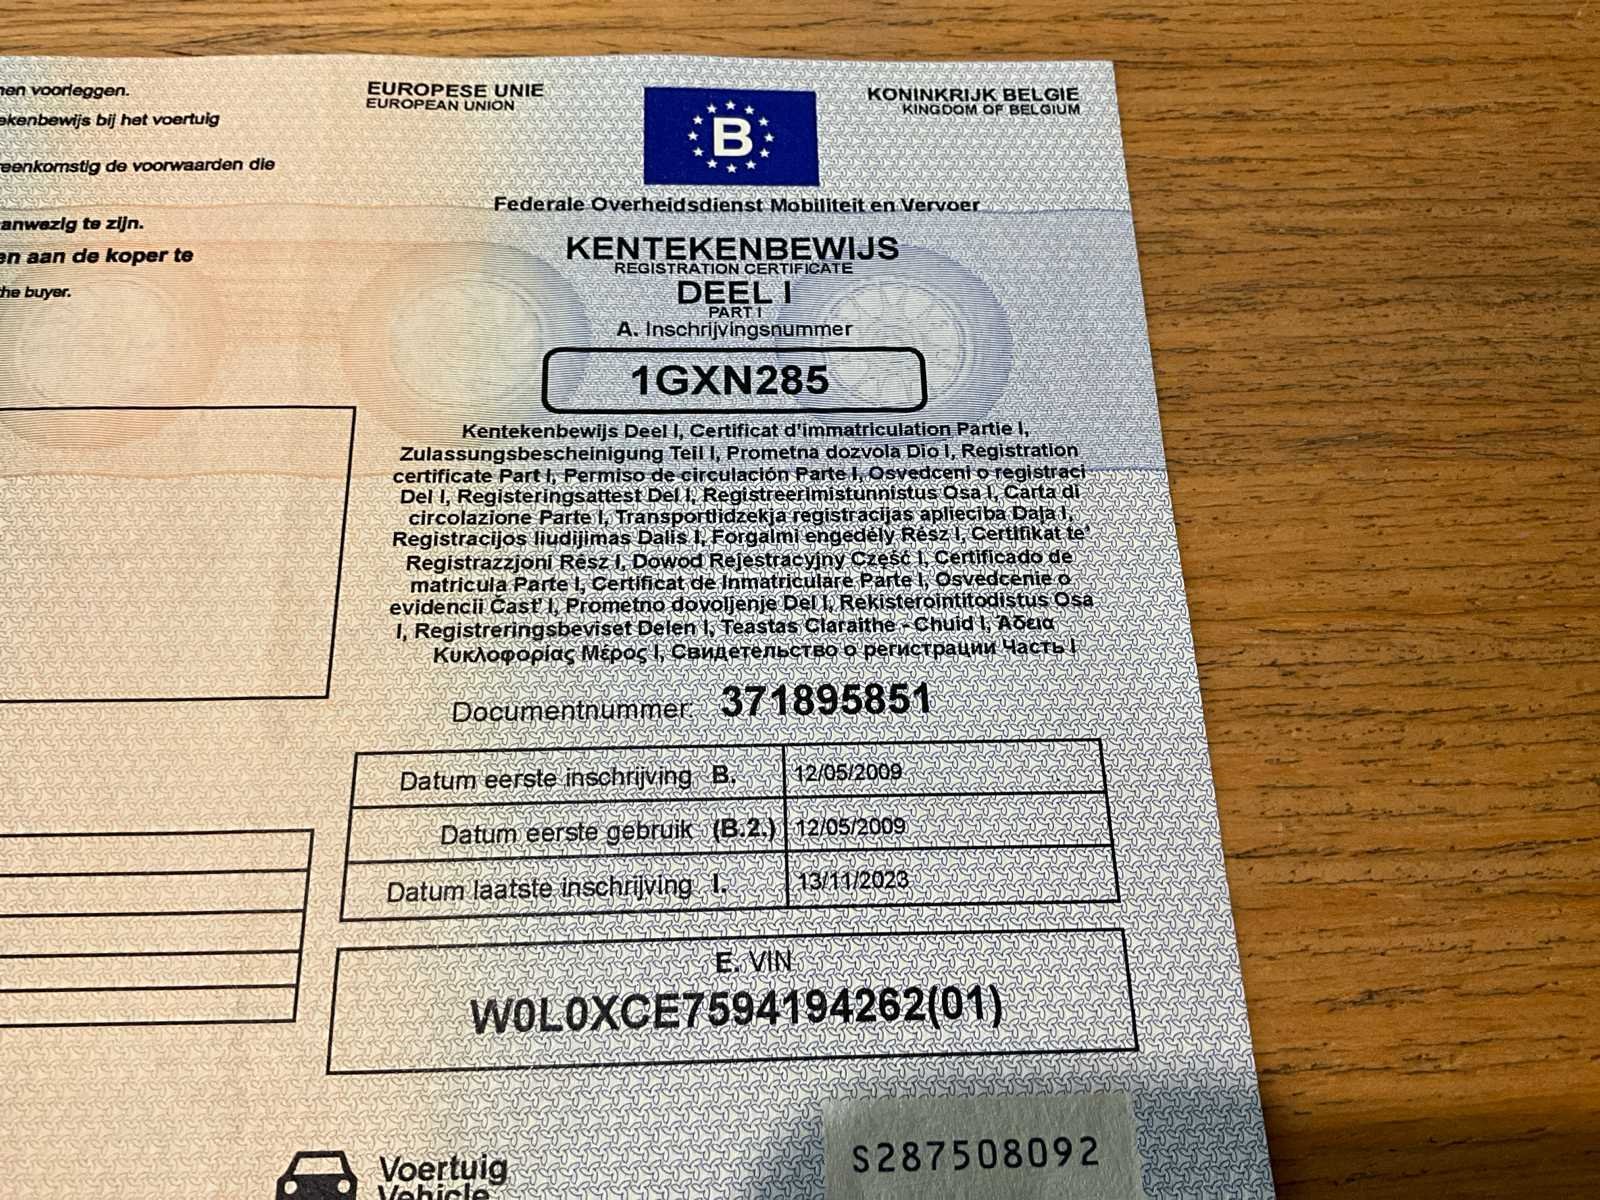 nen voorleggen.
ekenbewijs bij het voertuig
eenkomstig de voorwaarden die
anwezig te zijn.
en aan de koper te
he buyer.
EUROPESE UNIE
EUROPEAN UNION
B
KONINKRIJK BELGIE
KINGDOM OF BELGIUM
Federale Overheidsdienst Mobiliteit en Vervoer
KENTEKENBEWIJS
REGISTRATION CERTIFICATE
DEEL I
PART I
A. Inschrijvingsnummer
1GXN285
Kentekenbewijs Deel I, Certificat d'immatriculation Partie I,
Zulassungsbescheinigung Teil I, Prometna dozvola Dio I, Registration
certificate Part I, Permiso de circulación Parte I, Osvedceni o registraci
Del I, Registeringsattest Del I, Registreerimistunnistus Osa I, Carta di
circolazione Parte I, Transportlidzekja registracijas aplieciba Daļa I,
Registracijos liudijimas Dalis I, Forgalmi engedély Rész I, Certifikat te'
Registrazzjoni Rész I, Dowod Rejestracyjny Część I, Certificado de
matricula Parte I, Certificat de Inmatriculare Parte I, Osvedcenie o
evidencii Časť I, Prometno dovoljenje Del I, Rekisterointitodistus Osa
I, Registreringsbeviset Delen I, Teastas Claraithe - Chuid I, Άδεια
Κυκλοφορίας Μέρος I, Свидетельство о регистрации Часть I
Documentnummer: 371895851
Datum eerste inschrijving B. 12/05/2009
Datum eerste gebruik (B.2.) 12/05/2009
Datum laatste inschrijving I. 13/11/2023
E. VIN
W0L0XCE7594194262(01)
S287508092
Voertuig
Vehicle